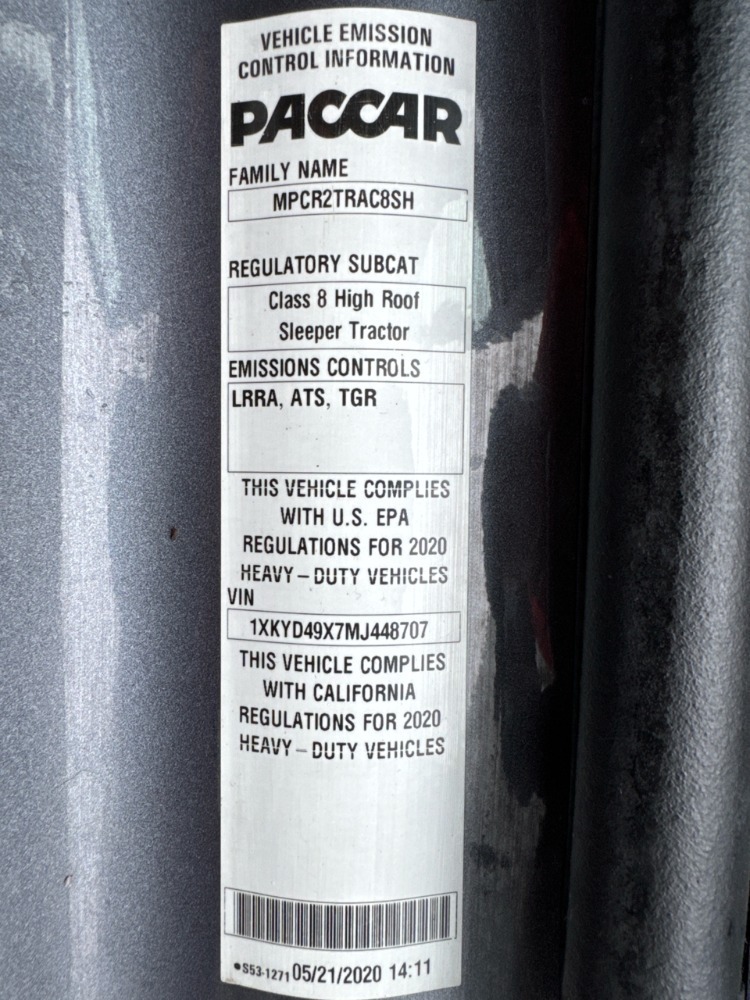 VEHICLE EMISSION
CONTROL INFORMATION
PACCAR
FAMILY NAME
MPCR2TRAC8SH
REGULATORY SUBCAT
Class 8 High Roof
Sleeper Tractor
EMISSIONS CONTROLS
LRRA, ATS, TGR
THIS VEHICLE COMPLIES
WITH U.S. EPA
REGULATIONS FOR 2020
HEAVY-DUTY VEHICLES
VIN
1XKYD49X7MJ448707
THIS VEHICLE COMPLIES
WITH CALIFORNIA
REGULATIONS FOR 2020
HEAVY-DUTY VEHICLES
•S53-1271 05/21/2020 14:11